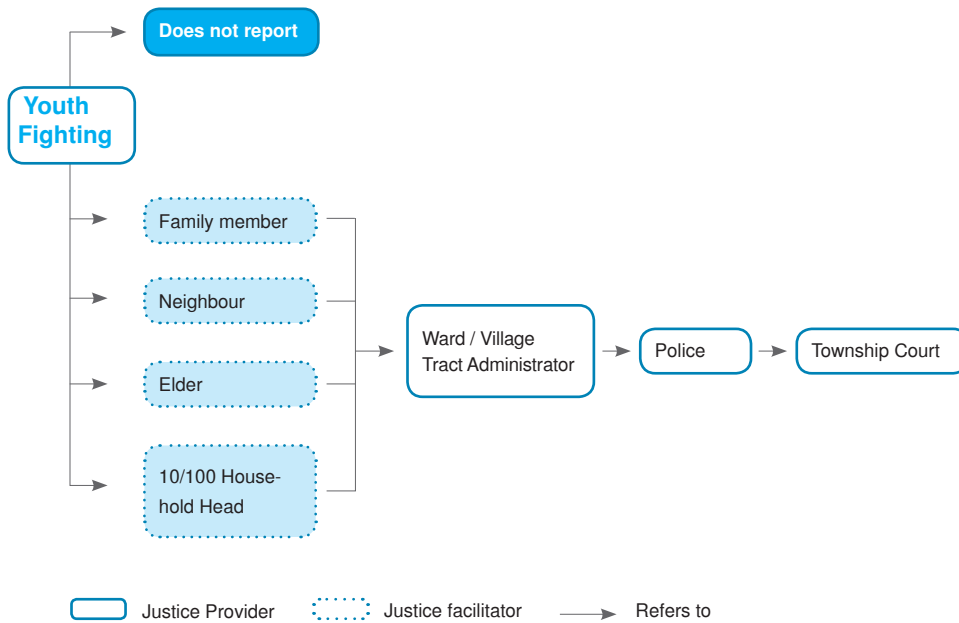 Does not report
Youth
Fighting
Family member
Neighbour
Elder
10/100 House-
hold Head
Ward / Village
Tract Administrator
Police
Township Court
Justice Provider
Justice facilitator
Refers to